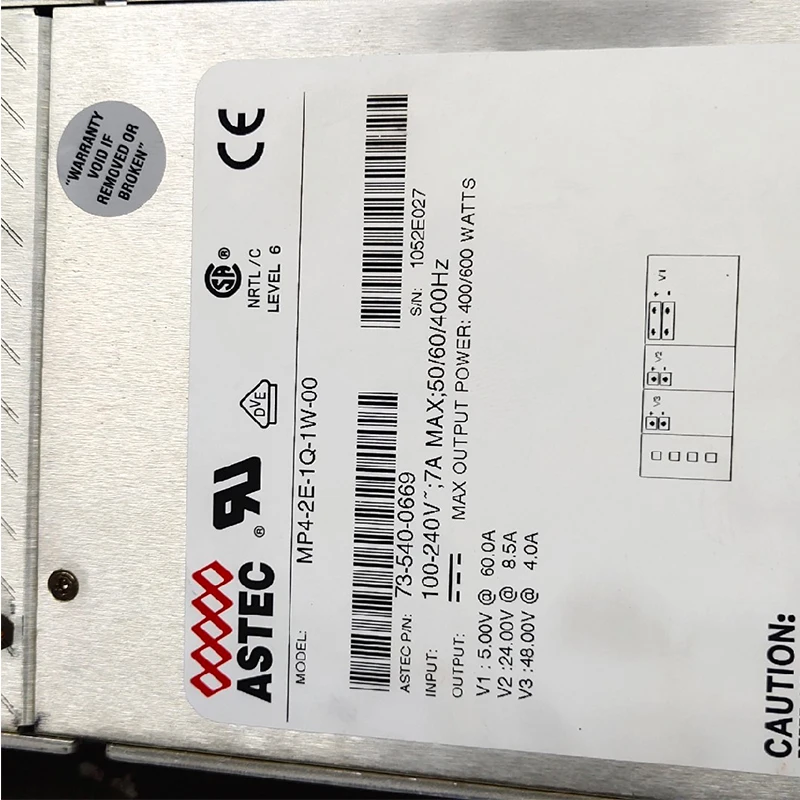 "WARRANTY
VOID IF
REMOVED OR
BROKEN"
ASTEC
®
DVE
SA ®
NRTL/C
LEVEL 6
CE
MODEL: MP4-2E-1Q-1W-00
ASTEC P/N: 73-540-0669
S/N: 1052E027
INPUT: 100-240V~;7A MAX;50/60/400Hz
OUTPUT: MAX OUTPUT POWER: 400/600 WATTS
V1 : 5.00V @ 60.0A
V2 : 24.00V @ 8.5A
V3 : 48.00V @ 4.0A
V3 V2 V1
+ + +
- - -
CAUTION: